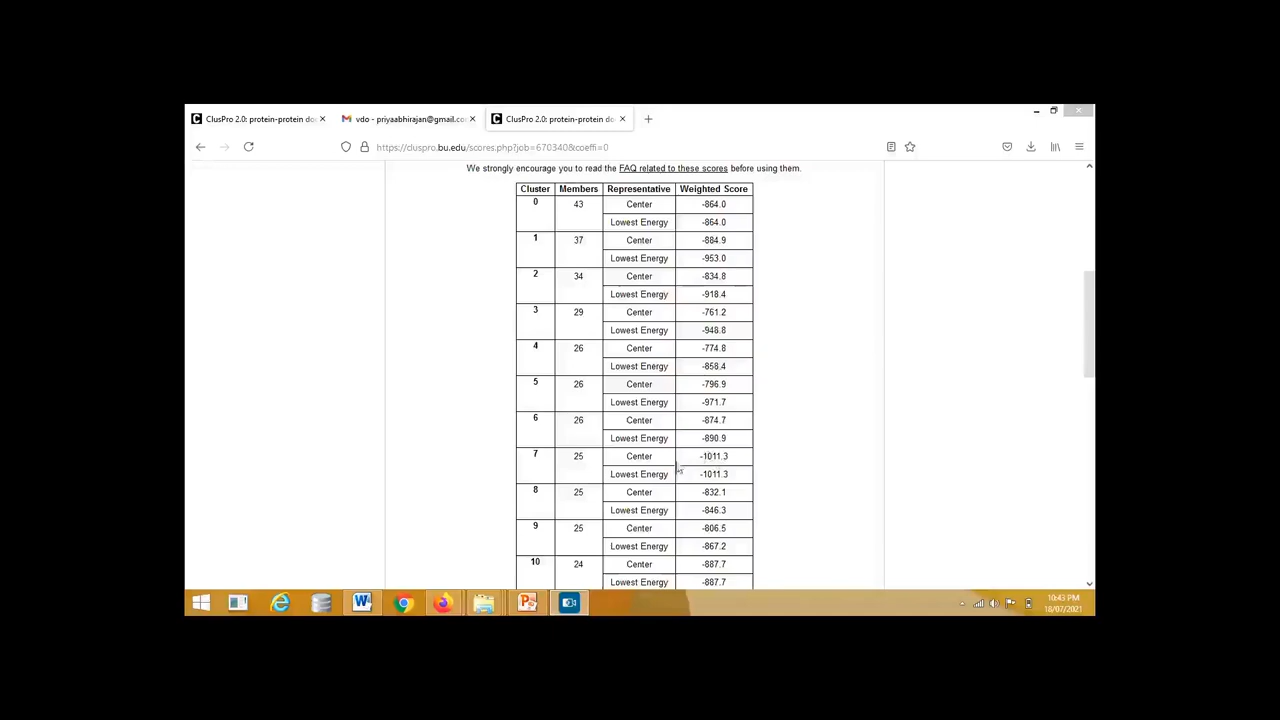 ClusPro 2.0: protein-protein do vdo - priyaabhirajan@gmail.co ClusPro 2.0: protein-protein do
https://cluspro.bu.edu/scores.php?job=670340&coeffi=0
We strongly encourage you to read the FAQ related to these scores before using them.
Cluster Members Representative Weighted Score
0 43 Center -864.0
Lowest Energy -864.0
1 37 Center -884.9
Lowest Energy -953.0
2 34 Center -834.8
Lowest Energy -918.4
3 29 Center -761.2
Lowest Energy -948.8
4 26 Center -774.8
Lowest Energy -858.4
5 26 Center -796.9
Lowest Energy -971.7
6 26 Center -874.7
Lowest Energy -890.9
7 25 Center -1011.3
Lowest Energy -1011.3
8 25 Center -832.1
Lowest Energy -846.3
9 25 Center -806.5
Lowest Energy -867.2
10 24 Center -887.7
Lowest Energy -887.7
10:43 PM
18/07/2021